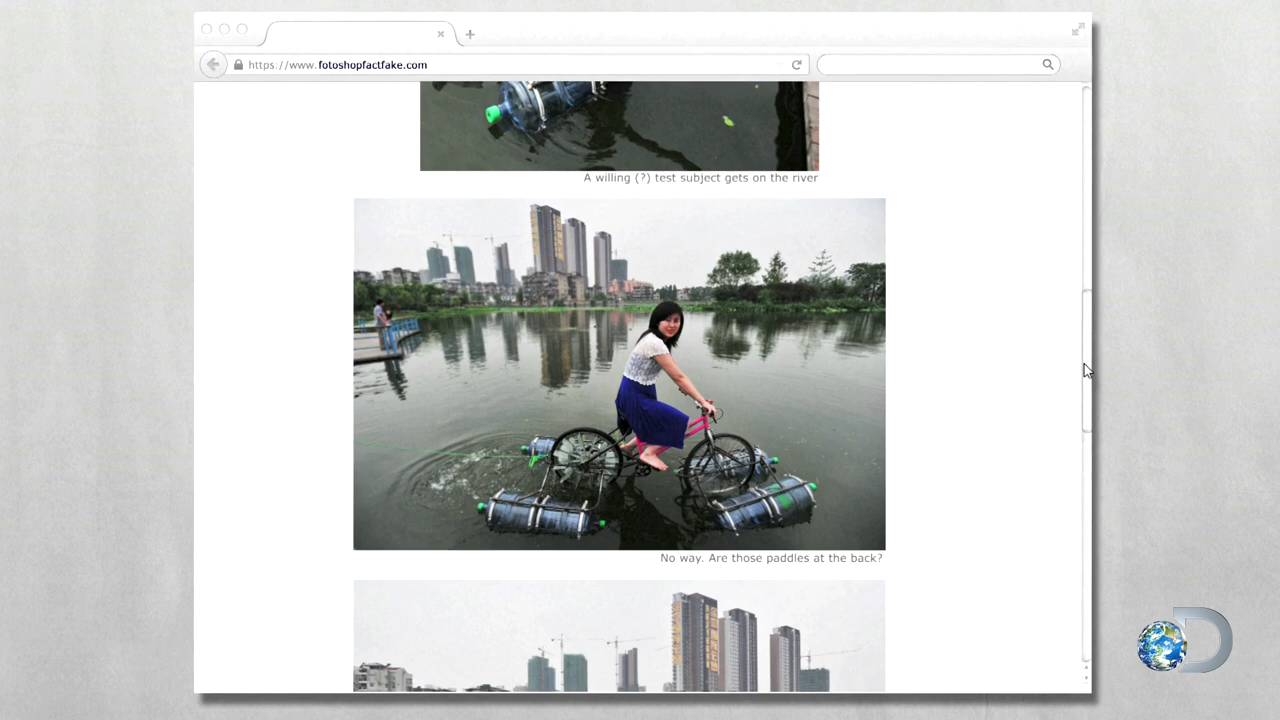 https://www.fotoshopfactfake.com
A willing (?) test subject gets on the river
No way. Are those paddles at the back?
D